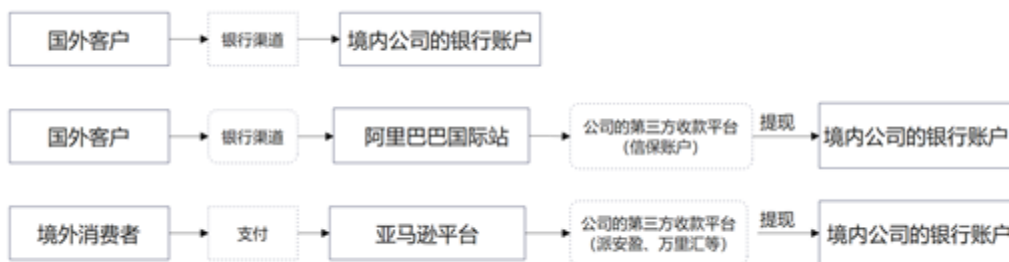 国外客户
银行渠道
境内公司的银行账户
国外客户
银行渠道
阿里巴巴国际站
公司的第三方收款平台
(信保账户)
提现
境内公司的银行账户
境外消费者
支付
亚马逊平台
公司的第三方收款平台
(派安盈、万里汇等)
提现
境内公司的银行账户